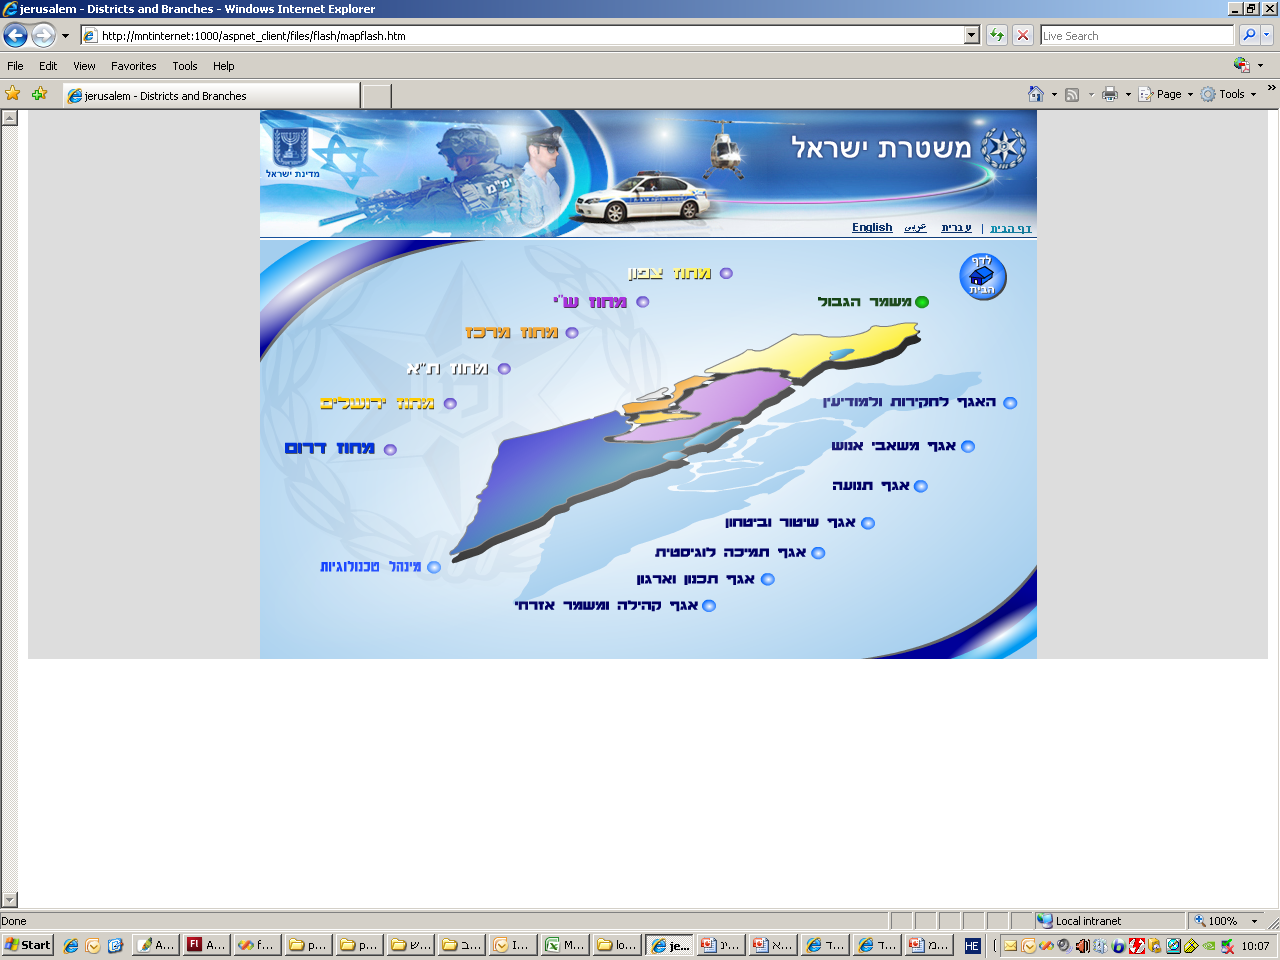 jerusalem - Districts and Branches - Windows Internet Explorer
http://mntinternet:1000/aspnet_client/files/flash/mapflash.htm
Live Search
File Edit View Favorites Tools Help
jerusalem - Districts and Branches
Page Tools
משטרת ישראל
מדינת ישראל
ימ"מ
דף הבית | עברית عربي English
לדף
הבית
מחוז צפון
מחוז ש"י
משמר הגבול
מחוז מרכז
מחוז ת"א
מחוז ירושלים
האגף לחקירות ולמודיעין
מחוז דרום
אגף משאבי אנוש
אגף תנועה
אגף שיטור וביטחון
אגף תמיכה לוגיסטית
מינהל טכנולוגיות
אגף תכנון וארגון
אגף קהילה ומשמר אזרחי
Done
Local intranet
100%
Start A... A... f... p... p... ש... ב... I... M... lo... je... ינ... א... ד... ד... מ... HE 10:07